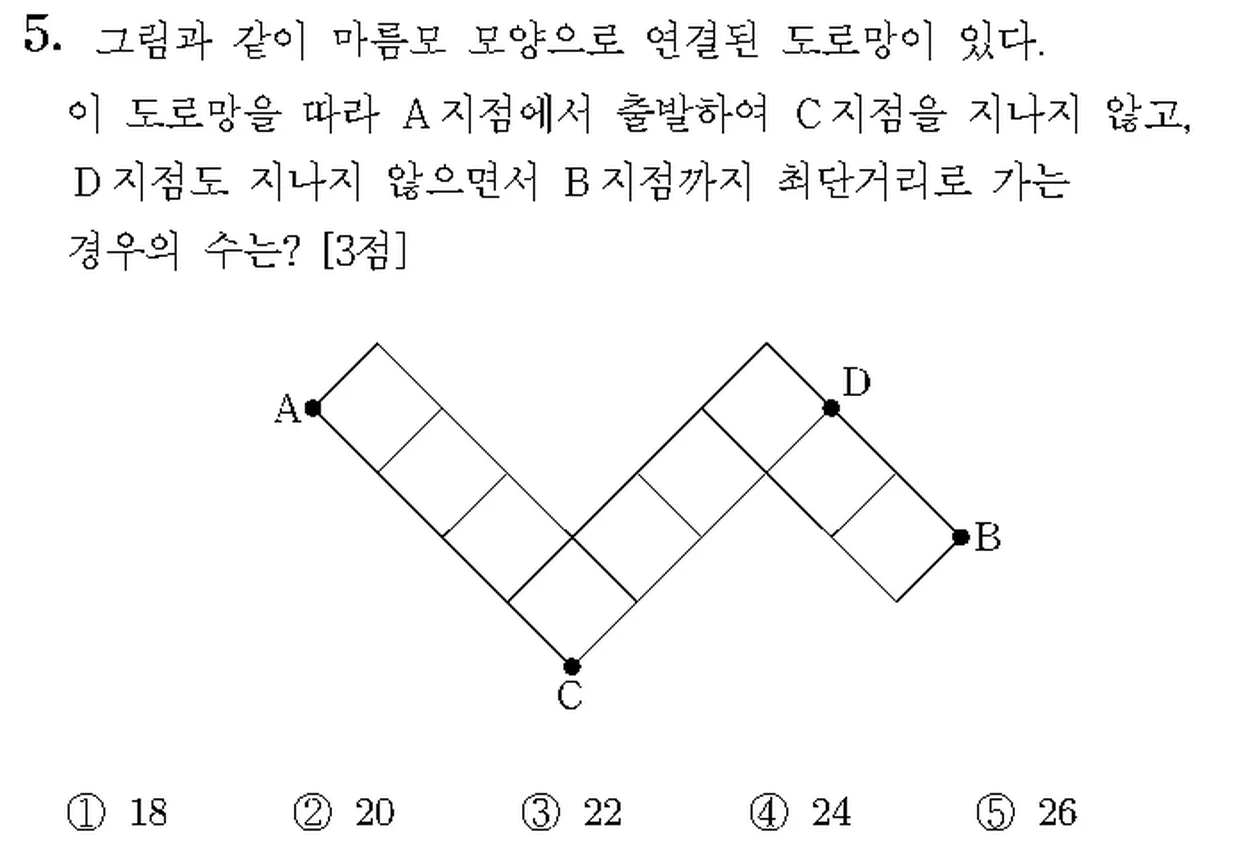 5. 그림과 같이 마름모 모양으로 연결된 도로망이 있다.
이 도로망을 따라 A 지점에서 출발하여 C 지점을 지나지 않고,
D 지점도 지나지 않으면서 B 지점까지 최단거리로 가는
경우의 수는? [3점]
D
A
B
C
① 18 ② 20 ③ 22 ④ 24 ⑤ 26